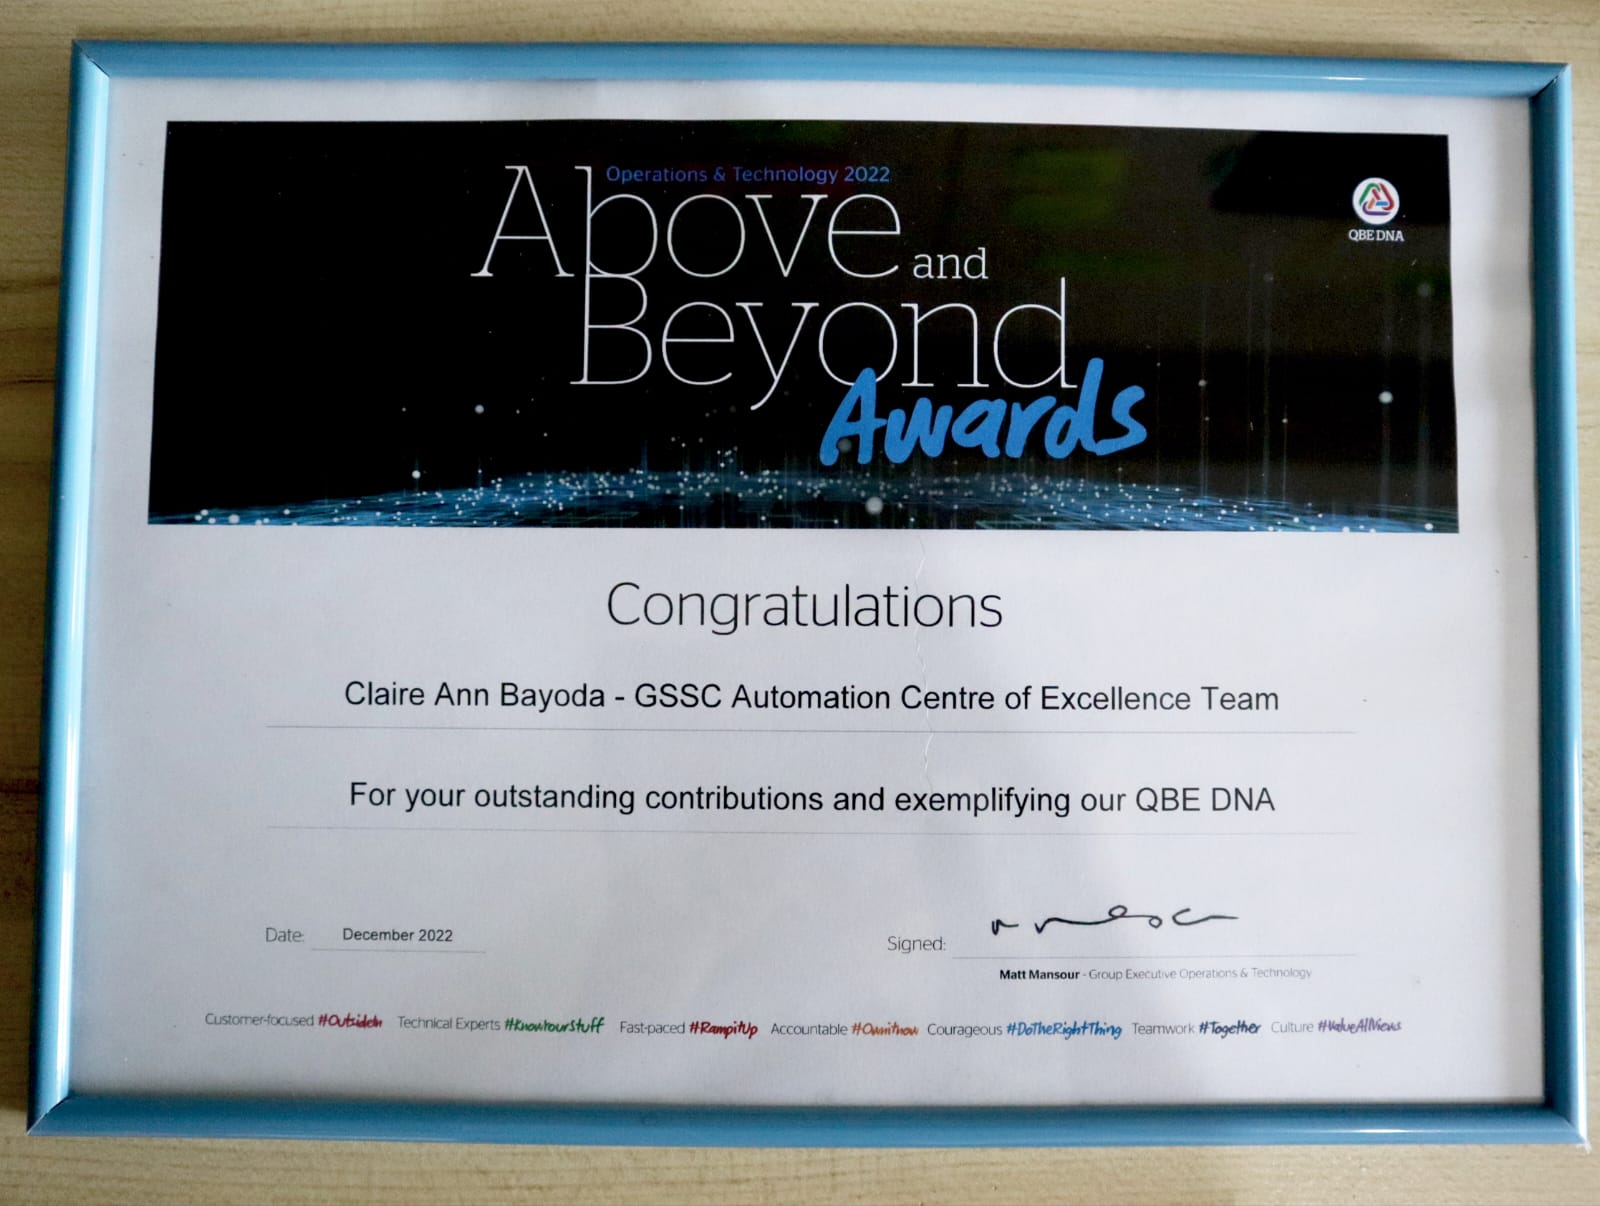 Operations & Technology 2022
Above and
Beyond
Awards
QBE DNA
Congratulations
Claire Ann Bayoda - GSSC Automation Centre of Excellence Team
For your outstanding contributions and exemplifying our QBE DNA
Date: December 2022
Signed:
Matt Mansour - Group Executive Operations & Technology
Customer-focused #OutsideIn Technical Experts #KnowYourStuff Fast-paced #RampItUp Accountable #OwnItNow Courageous #DoTheRightThing Teamwork #Together Culture #ValueAllViews